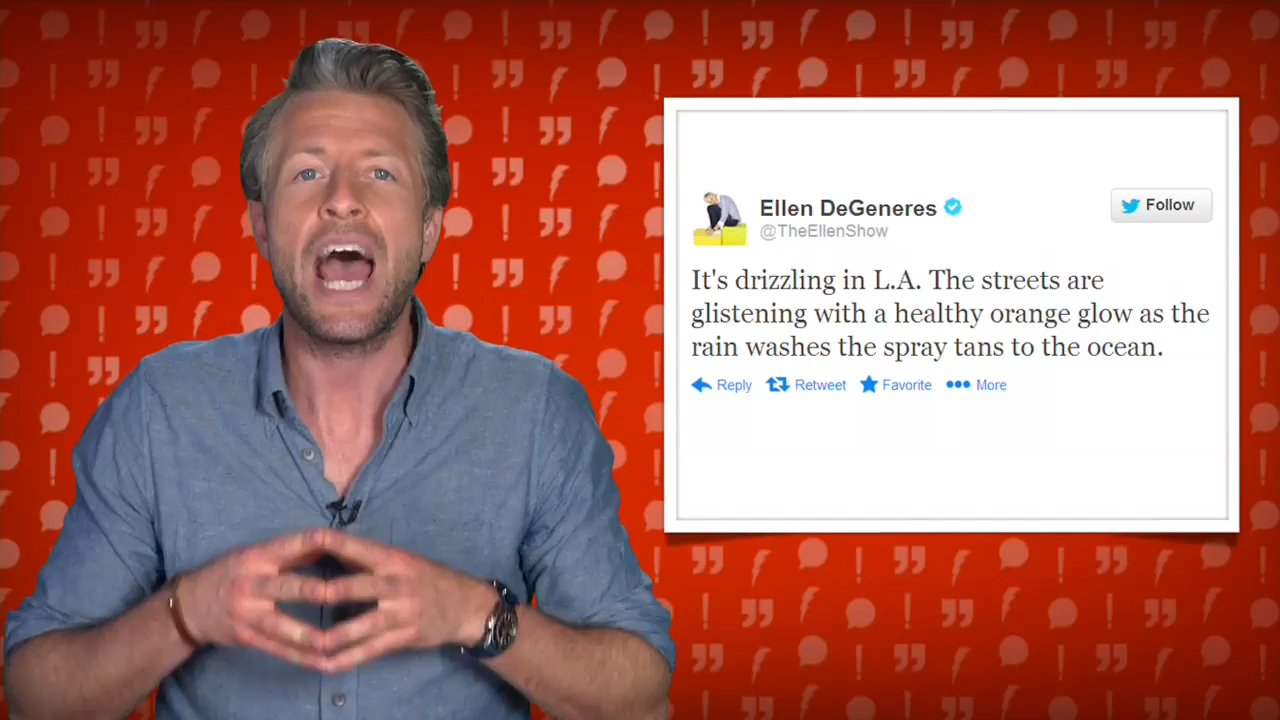 Ellen DeGeneres
@TheEllenShow
Follow
It's drizzling in L.A. The streets are
glistening with a healthy orange glow as the
rain washes the spray tans to the ocean.
Reply Retweet Favorite More